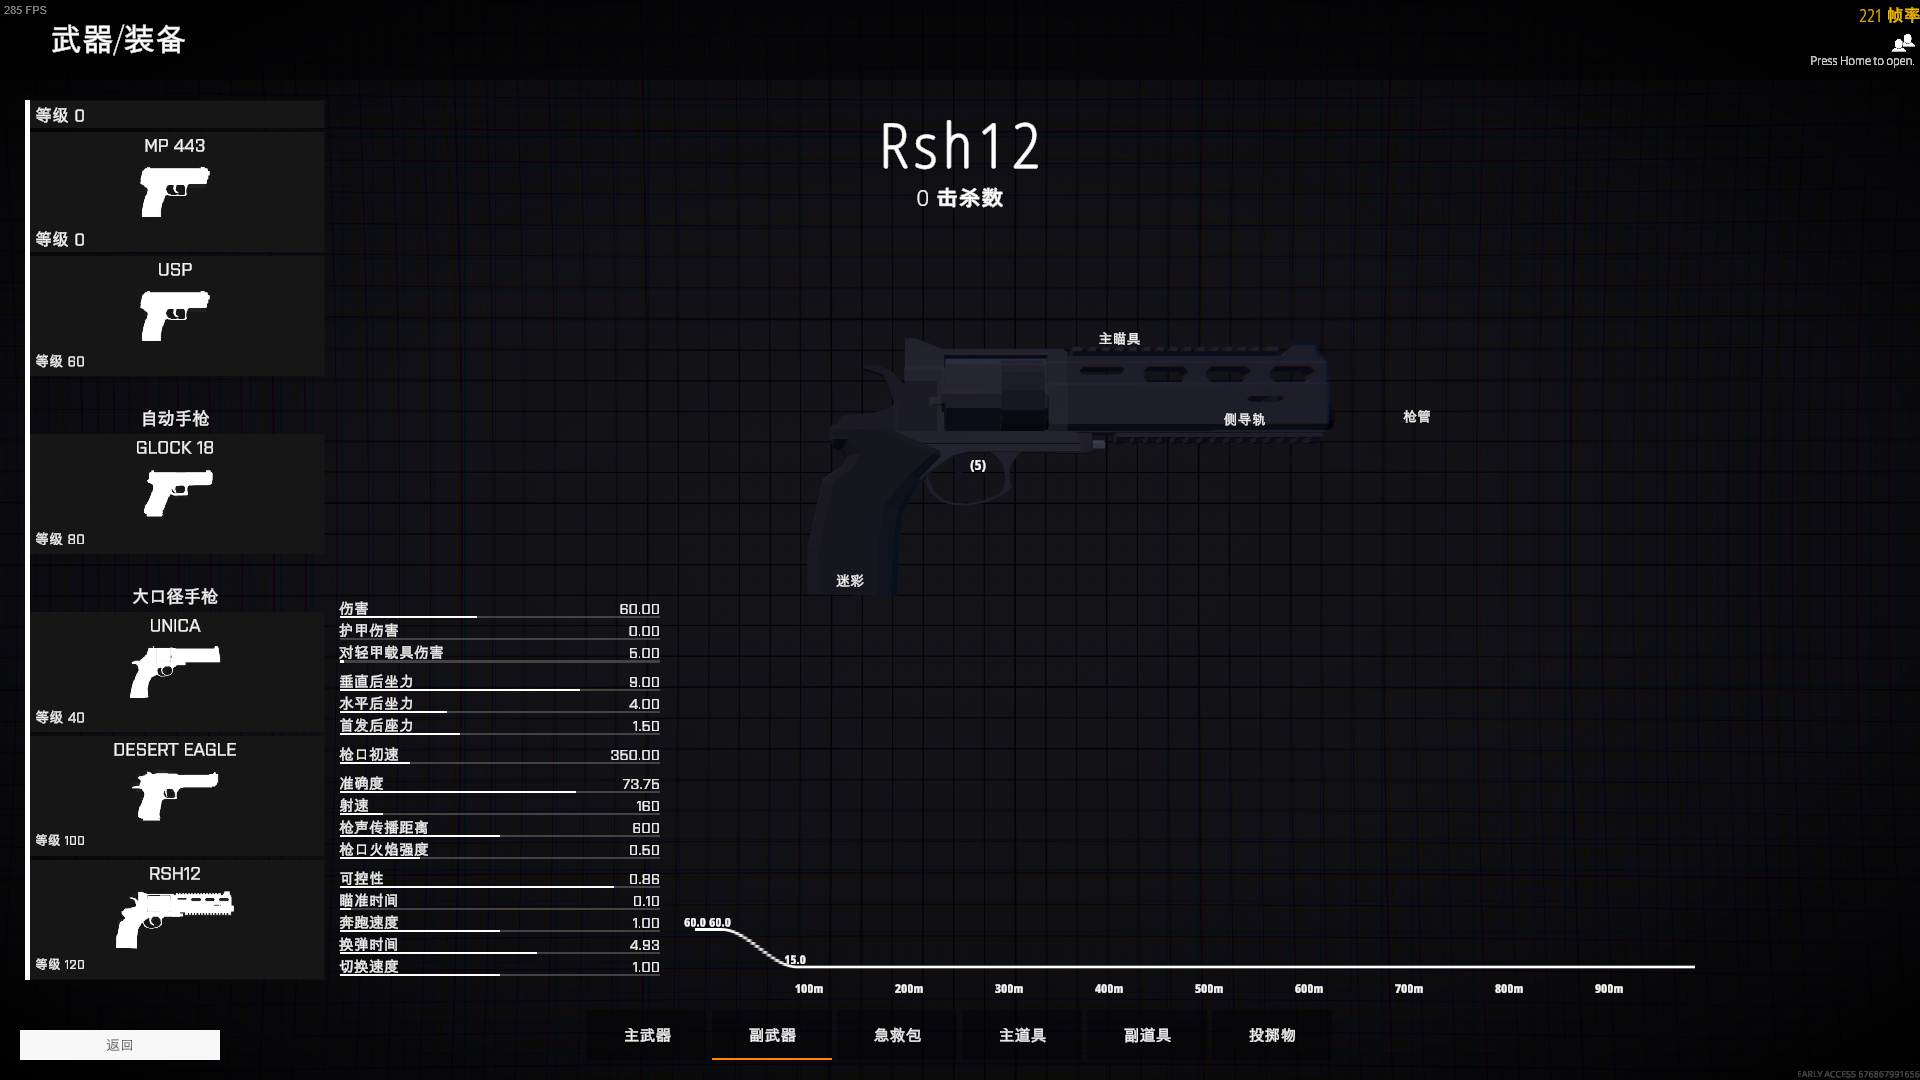 285 FPS
武器/装备
221 帧率
Press Home to open.
等级 0
MP 443
等级 0
USP
等级 60
自动手枪
GLOCK 18
等级 80
大口径手枪
UNICA
等级 40
DESERT EAGLE
等级 100
RSH12
等级 120
返回
Rsh12
0 击杀数
主瞄具
侧导轨
枪管
(5)
迷彩
伤害 60.00
护甲伤害 0.00
对轻甲载具伤害 5.00
垂直后坐力 9.00
水平后坐力 4.00
首发后座力 1.50
枪口初速 350.00
准确度 73.75
射速 160
枪声传播距离 600
枪口火焰强度 0.50
可控性 0.86
瞄准时间 0.10
奔跑速度 1.00
换弹时间 4.93
切换速度 1.00
60.0 60.0
15.0
100m 200m 300m 400m 500m 600m 700m 800m 900m
主武器 副武器 急救包 主道具 副道具 投掷物
EARLY ACCESS 676867991656